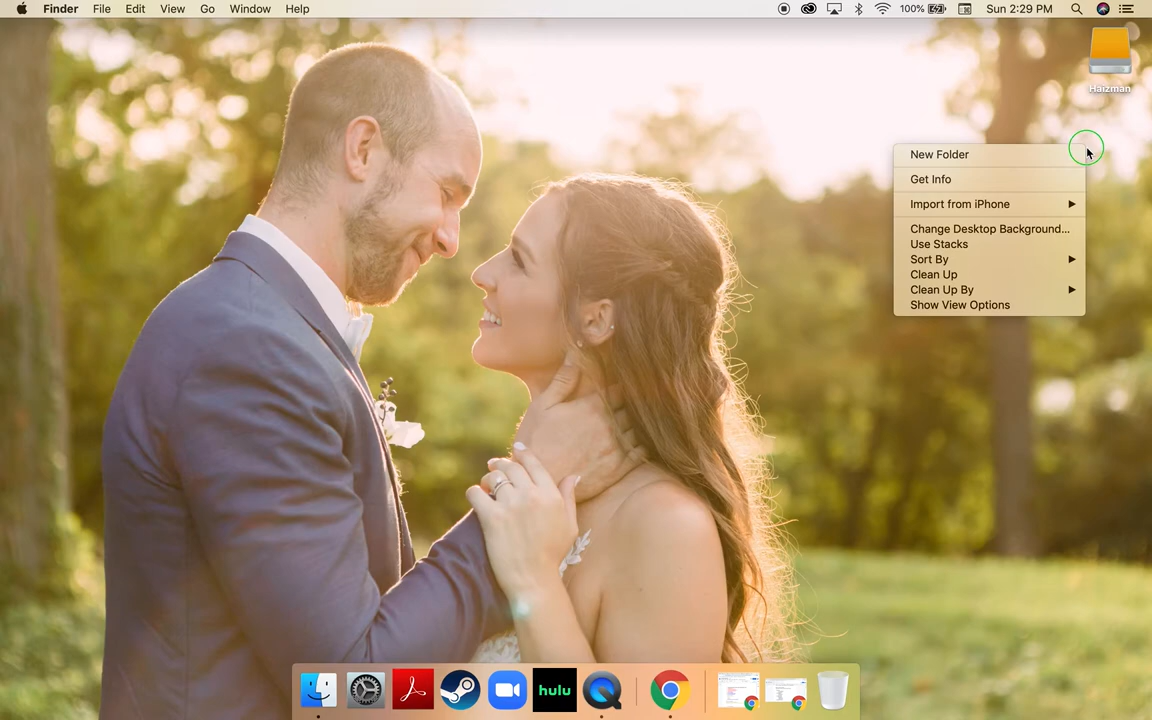 Finder File Edit View Go Window Help 100% Sun 2:29 PM
Haizman
New Folder
Get Info
Import from iPhone
Change Desktop Background...
Use Stacks
Sort By
Clean Up
Clean Up By
Show View Options
hulu